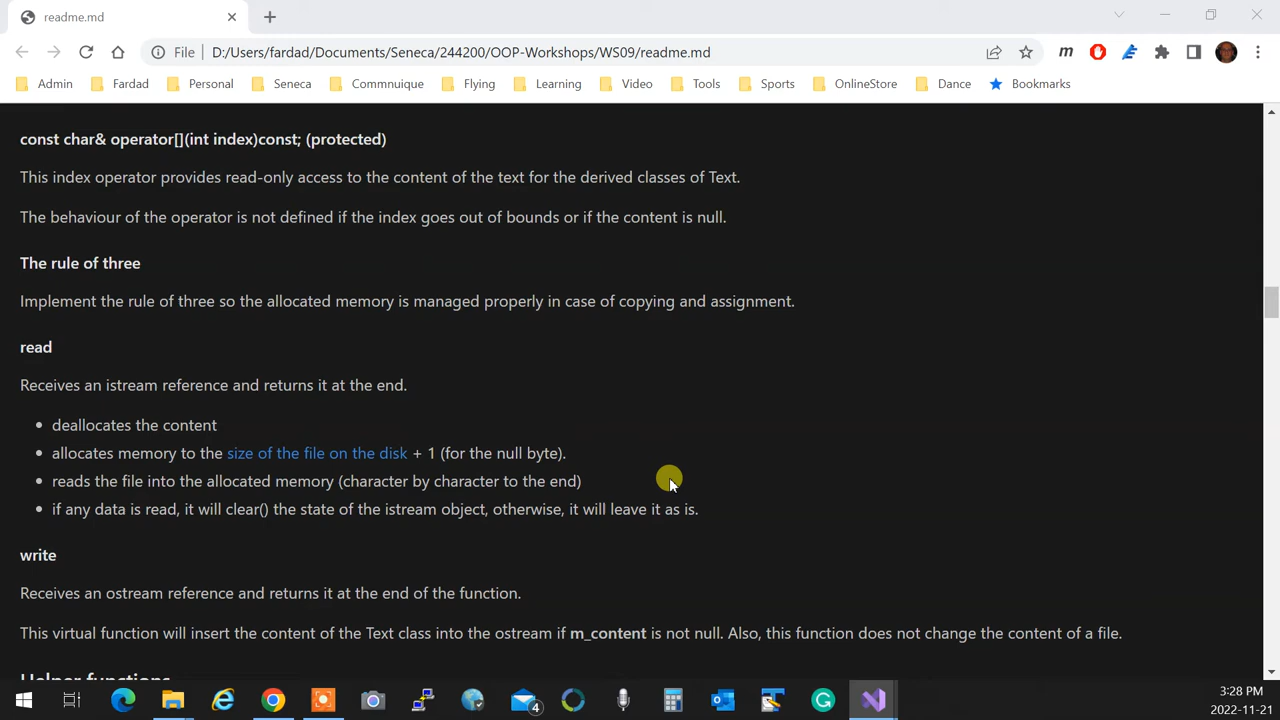 readme.md
File D:/Users/fardad/Documents/Seneca/244200/OOP-Workshops/WS09/readme.md
m
Admin Fardad Personal Seneca Commnuique Flying Learning Video Tools Sports OnlineStore Dance Bookmarks
const char& operator[](int index)const; (protected)
This index operator provides read-only access to the content of the text for the derived classes of Text.
The behaviour of the operator is not defined if the index goes out of bounds or if the content is null.
The rule of three
Implement the rule of three so the allocated memory is managed properly in case of copying and assignment.
read
Receives an istream reference and returns it at the end.
• deallocates the content
• allocates memory to the size of the file on the disk + 1 (for the null byte).
• reads the file into the allocated memory (character by character to the end)
• if any data is read, it will clear() the state of the istream object, otherwise, it will leave it as is.
write
Receives an ostream reference and returns it at the end of the function.
This virtual function will insert the content of the Text class into the ostream if m_content is not null. Also, this function does not change the content of a file.
Helper functions
4
3:28 PM
2022-11-21